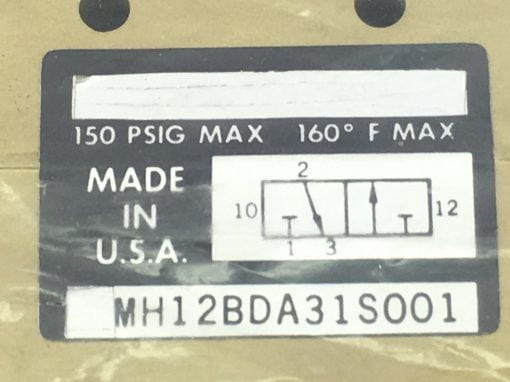 150 PSIG MAX 160° F MAX
MADE
IN
U.S.A.
2
10 12
1 3
MH12BDA31S001